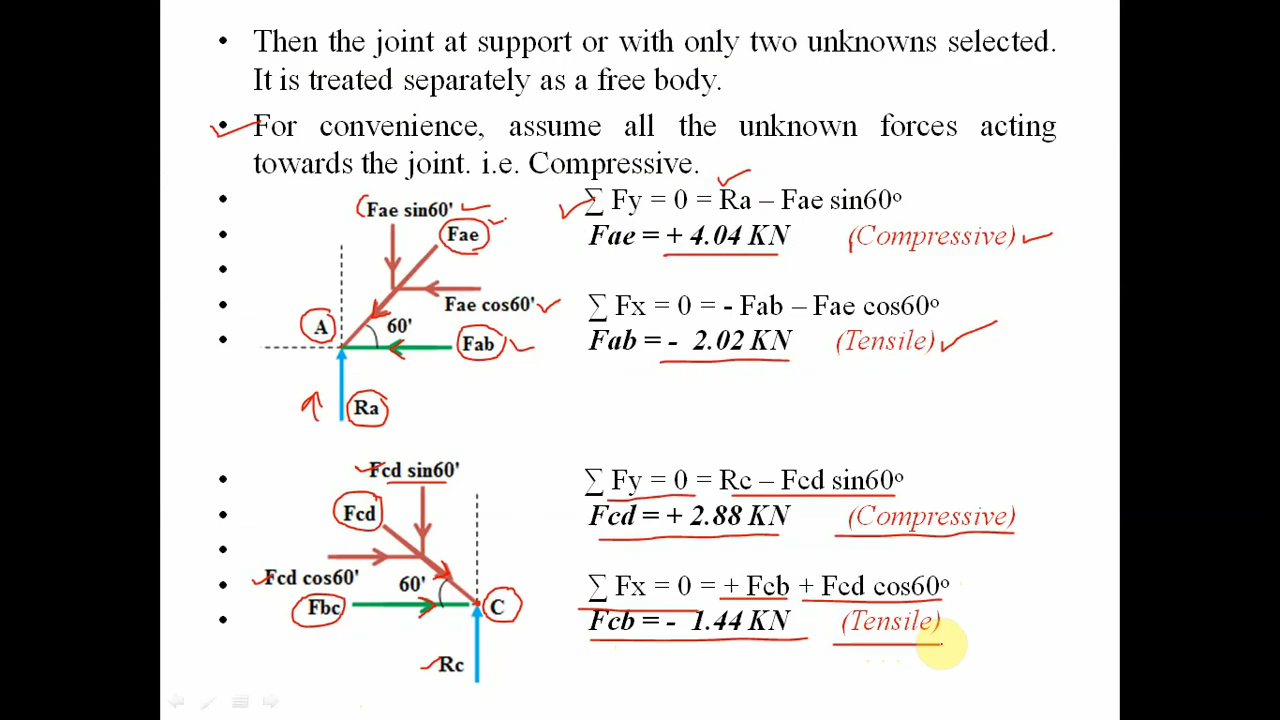 • Then the joint at support or with only two unknowns selected.
It is treated separately as a free body.
• For convenience, assume all the unknown forces acting
towards the joint. i.e. Compressive.
• Fae sin60' ∑ Fy = 0 = Ra – Fae sin60o
• Fae Fae = + 4.04 KN (Compressive)
•
• Fae cos60' ∑ Fx = 0 = - Fab – Fae cos60o
A 60'
• Fab Fab = - 2.02 KN (Tensile)
Ra
• Fcd sin60' ∑ Fy = 0 = Rc – Fcd sin60o
• Fcd Fcd = + 2.88 KN (Compressive)
•
• Fcd cos60' 60' ∑ Fx = 0 = + Fcb + Fcd cos60o
Fbc C
• Fcb = - 1.44 KN (Tensile)
Rc